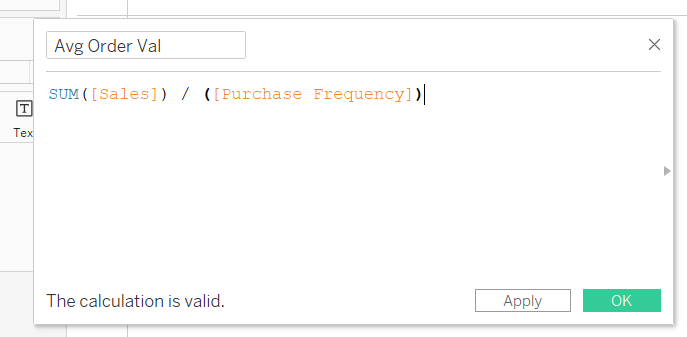 Avg Order Val
SUM([Sales]) / ([Purchase Frequency])
T
Tex
The calculation is valid.
Apply
OK